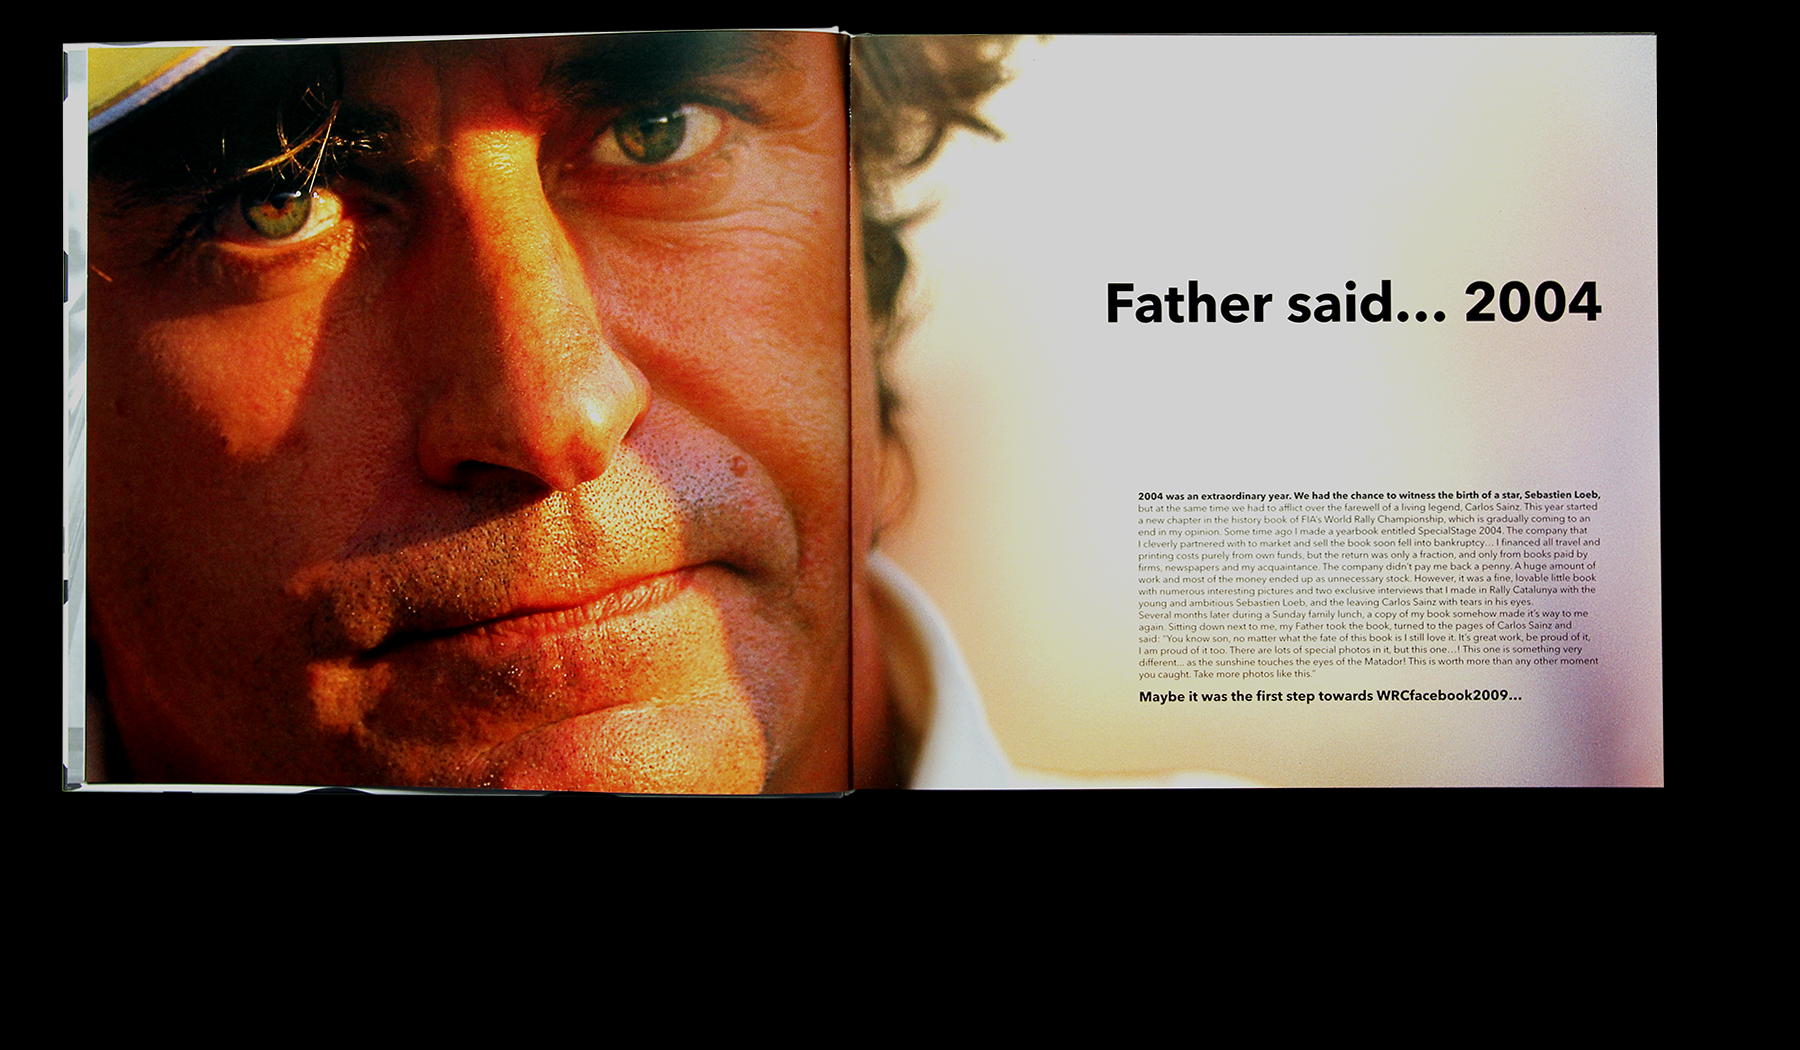 Father said... 2004
2004 was an extraordinary year. We had the chance to witness the birth of a star, Sebastien Loeb,
but at the same time we had to afflict over the farewell of a living legend, Carlos Sainz. This year started
a new chapter in the history book of FIA's World Rally Championship, which is gradually coming to an
end in my opinion. Some time ago I made a yearbook entitled SpecialStage 2004. The company that
I cleverly partnered with to market and sell the book soon fell into bankruptcy... I financed all travel and
printing costs purely from own funds, but the return was only a fraction, and only from books paid by
firms, newspapers and my acquaintance. The company didn't pay me back a penny. A huge amount of
work and most of the money ended up as unnecessary stock. However, it was a fine, lovable little book
with numerous interesting pictures and two exclusive interviews that I made in Rally Catalunya with the
young and ambitious Sebastien Loeb, and the leaving Carlos Sainz with tears in his eyes.
Several months later during a Sunday family lunch, a copy of my book somehow made it's way to me
again. Sitting down next to me, my Father took the book, turned to the pages of Carlos Sainz and
said: "You know son, no matter what the fate of this book is I still love it. It's great work, be proud of it,
I am proud of it too. There are lots of special photos in it, but this one...! This one is something very
different... as the sunshine touches the eyes of the Matador! This is worth more than any other moment
you caught. Take more photos like this."
Maybe it was the first step towards WRCfacebook2009...